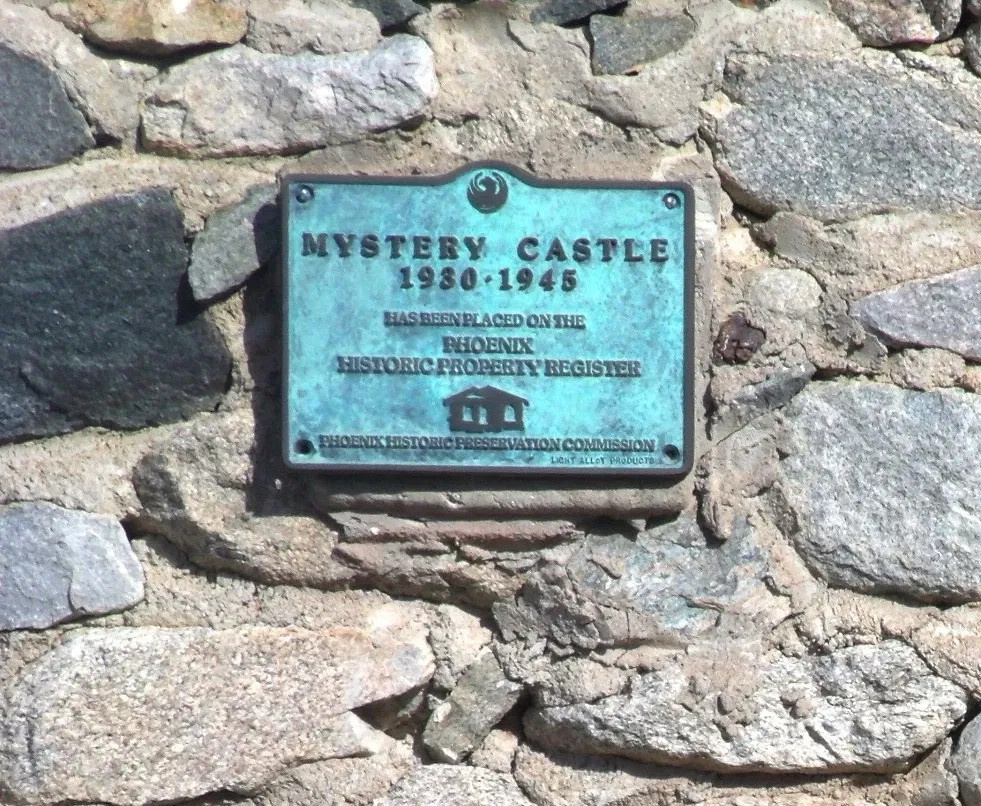 MYSTERY CASTLE
1930·1945
HAS BEEN PLACED ON THE
PHOENIX
HISTORIC PROPERTY REGISTER
PHOENIX HISTORIC PRESERVATION COMMISSION
LIGHT ALLOY PRODUCTS